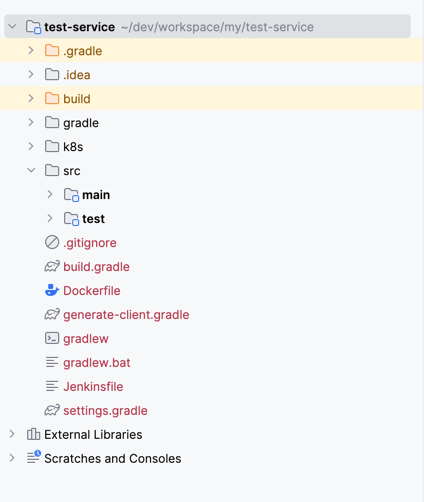 test-service ~/dev/workspace/my/test-service
.gradle
.idea
build
gradle
k8s
src
main
test
.gitignore
build.gradle
Dockerfile
generate-client.gradle
gradlew
gradlew.bat
Jenkinsfile
settings.gradle
External Libraries
Scratches and Consoles